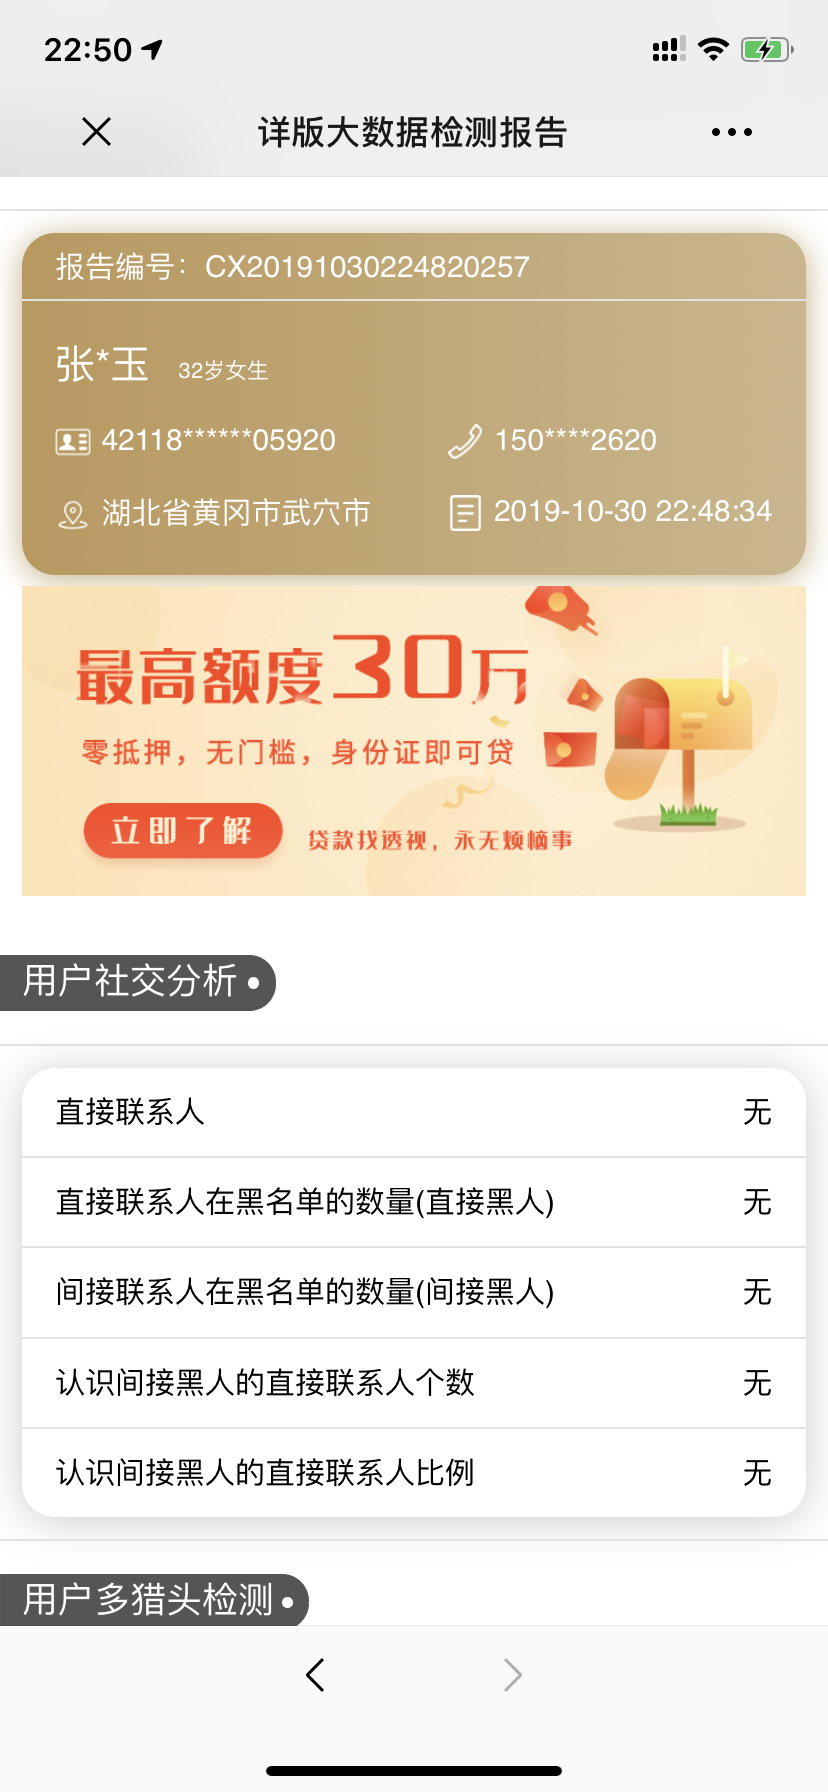 22:50
详版大数据检测报告
报告编号：CX20191030224820257
张*玉 32岁女生
42118******05920 150****2620
湖北省黄冈市武穴市 2019-10-30 22:48:34
最高额度30万
零抵押，无门槛，身份证即可贷
立即了解 贷款找透视，永无烦恼事
用户社交分析
直接联系人 无
直接联系人在黑名单的数量(直接黑人) 无
间接联系人在黑名单的数量(间接黑人) 无
认识间接黑人的直接联系人个数 无
认识间接黑人的直接联系人比例 无
用户多猎头检测